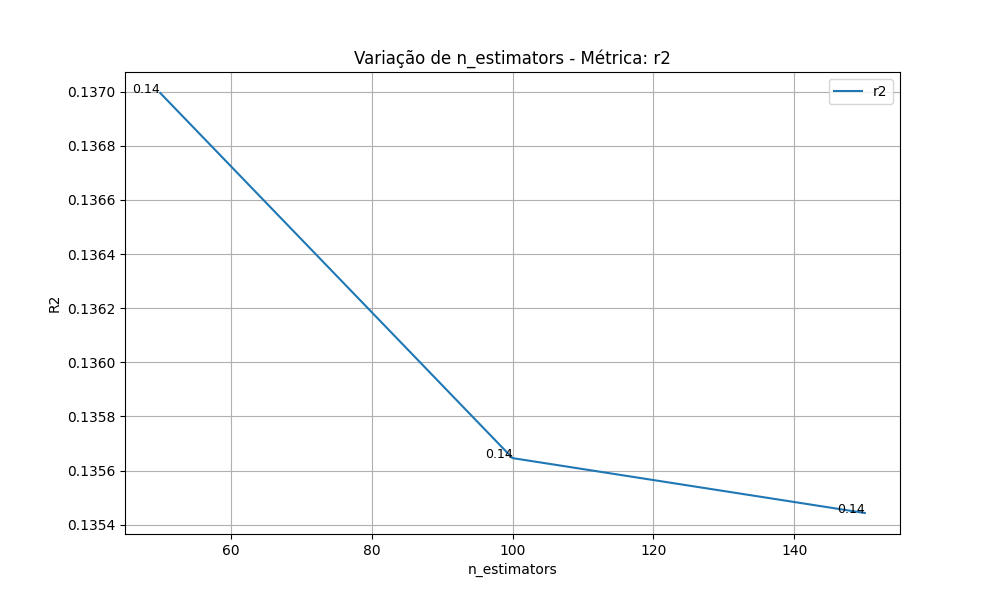 Variação de n_estimators - Métrica: r2
r2
0.1370
0.1368
0.1366
0.1364
0.1362
0.1360
0.1358
0.1356
0.1354
R2
0.14
0.14
0.14
60 80 100 120 140
n_estimators